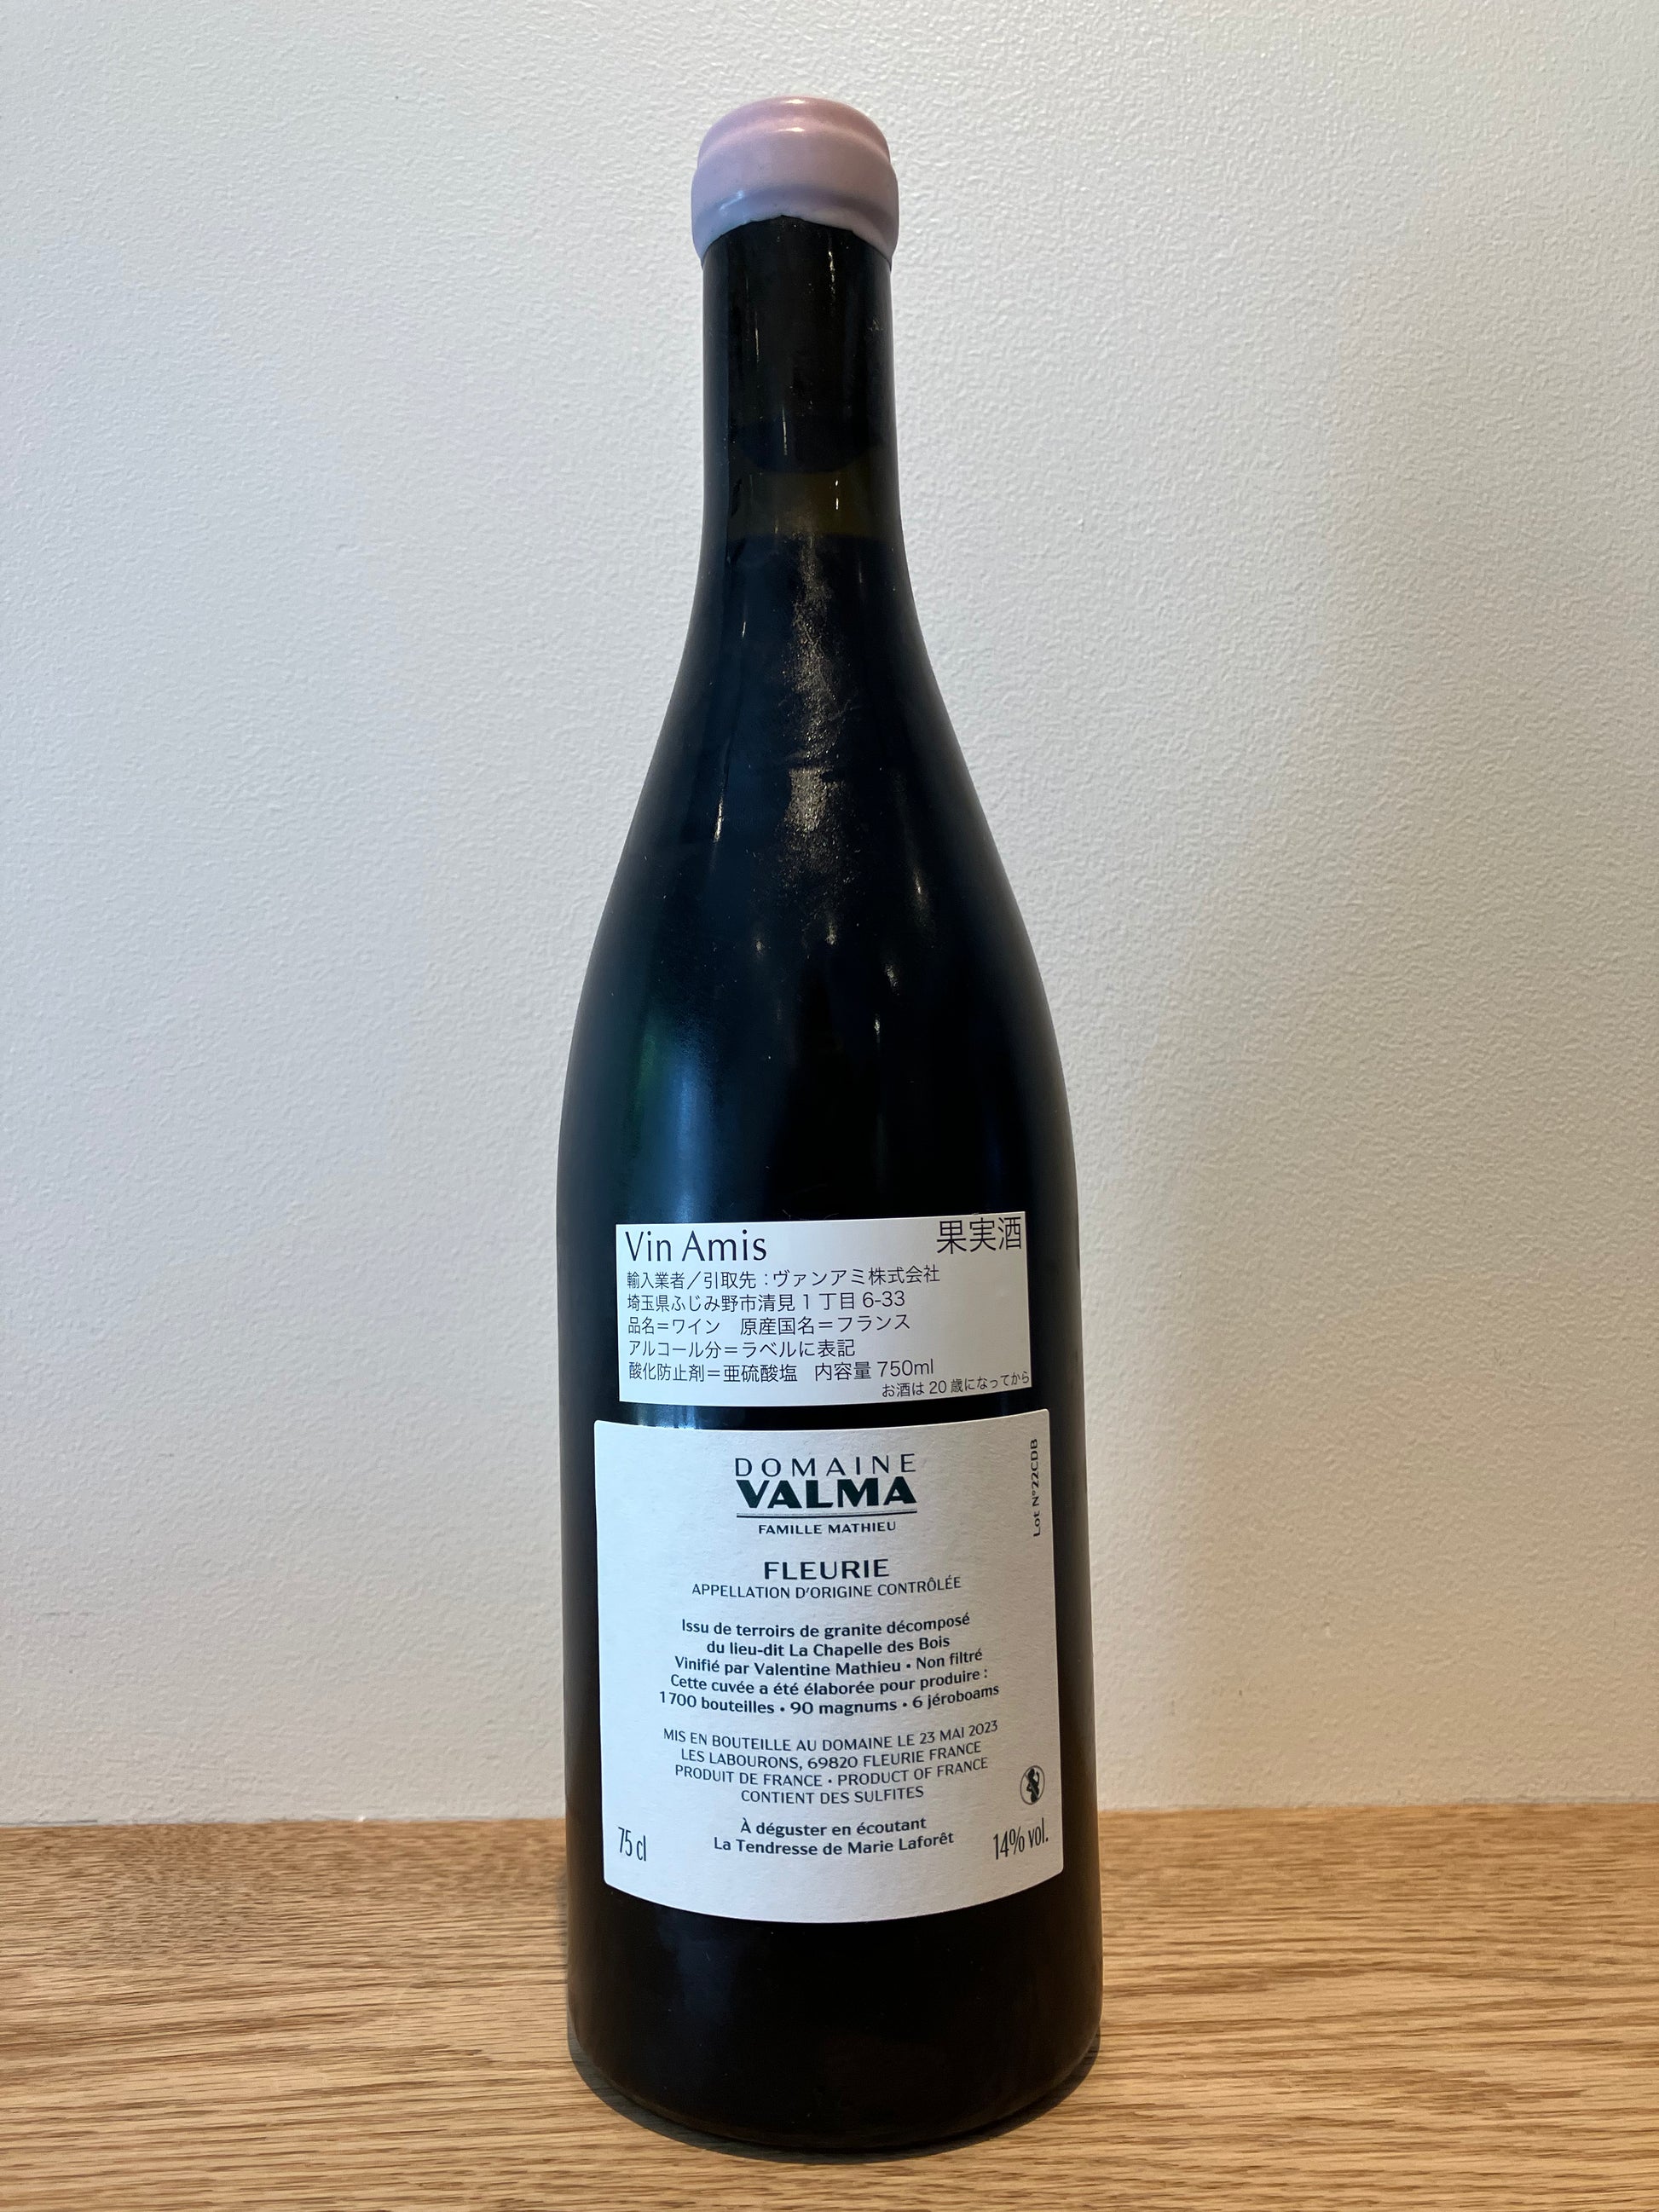 Vin Amis 果実酒
輸入業者／引取先：ヴァンアミ株式会社
埼玉県ふじみ野市清見１丁目 6-33
品名＝ワイン　原産国名＝フランス
アルコール分＝ラベルに表記
酸化防止剤＝亜硫酸塩　内容量 750ml
お酒は 20 歳になってから
DOMAINE
VALMA
FAMILLE MATHIEU
Lot N°22CDB
FLEURIE
APPELLATION D'ORIGINE CONTRÔLÉE
Issu de terroirs de granite décomposé
du lieu-dit La Chapelle des Bois
Vinifié par Valentine Mathieu • Non filtré
Cette cuvée a été élaborée pour produire :
1700 bouteilles • 90 magnums • 6 jéroboams
MIS EN BOUTEILLE AU DOMAINE LE 23 MAI 2023
LES LABOURONS, 69820 FLEURIE FRANCE
PRODUIT DE FRANCE • PRODUCT OF FRANCE
CONTIENT DES SULFITES
À déguster en écoutant
La Tendresse de Marie Laforêt
75 cl
14% vol.